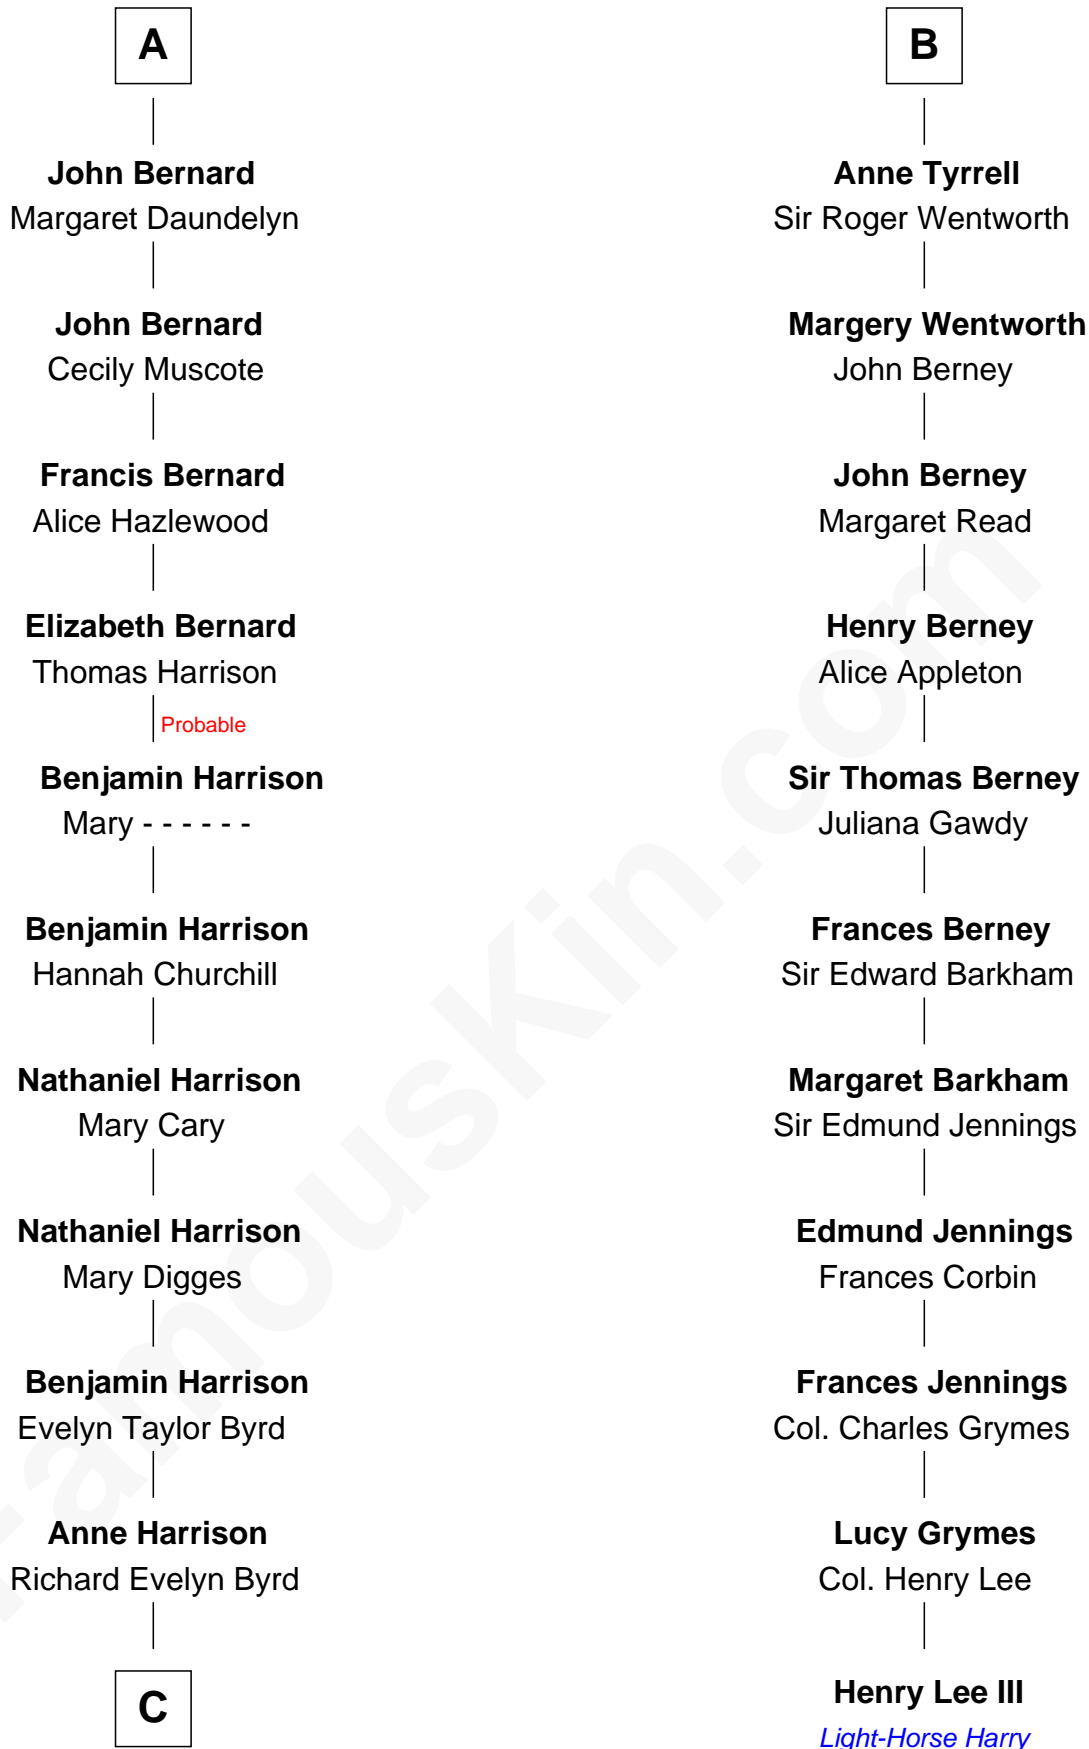 A
John Bernard
Margaret Daundelyn
John Bernard
Cecily Muscote
Francis Bernard
Alice Hazlewood
Elizabeth Bernard
Thomas Harrison
Probable
Benjamin Harrison
Mary - - - - - -
Benjamin Harrison
Hannah Churchill
Nathaniel Harrison
Mary Cary
Nathaniel Harrison
Mary Digges
Benjamin Harrison
Evelyn Taylor Byrd
Anne Harrison
Richard Evelyn Byrd
C
B
Anne Tyrrell
Sir Roger Wentworth
Margery Wentworth
John Berney
John Berney
Margaret Read
Henry Berney
Alice Appleton
Sir Thomas Berney
Juliana Gawdy
Frances Berney
Sir Edward Barkham
Margaret Barkham
Sir Edmund Jennings
Edmund Jennings
Frances Corbin
Frances Jennings
Col. Charles Grymes
Lucy Grymes
Col. Henry Lee
Henry Lee III
Light-Horse Harry
FamousKin.com